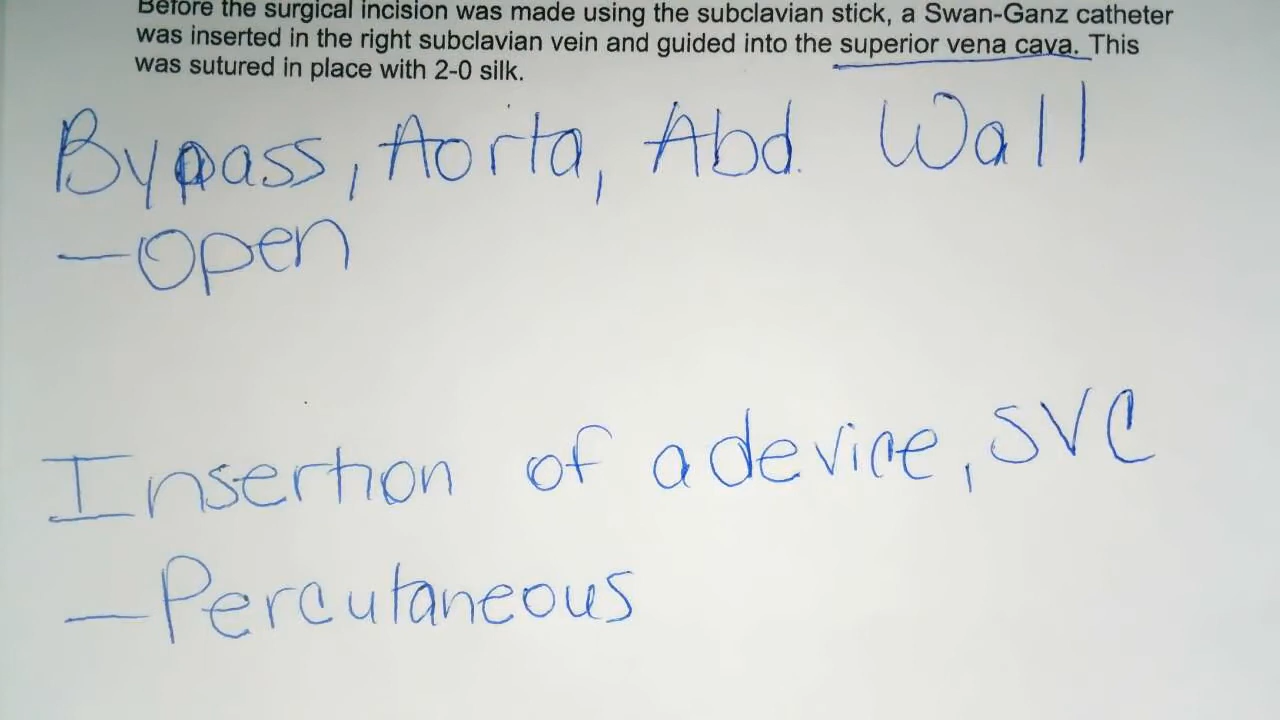 Before the surgical incision was made using the subclavian stick, a Swan-Ganz catheter
was inserted in the right subclavian vein and guided into the superior vena cava. This
was sutured in place with 2-0 silk.
Bypass, Aorta, Abd. Wall
-Open
Insertion of a device, SVC
-Percutaneous